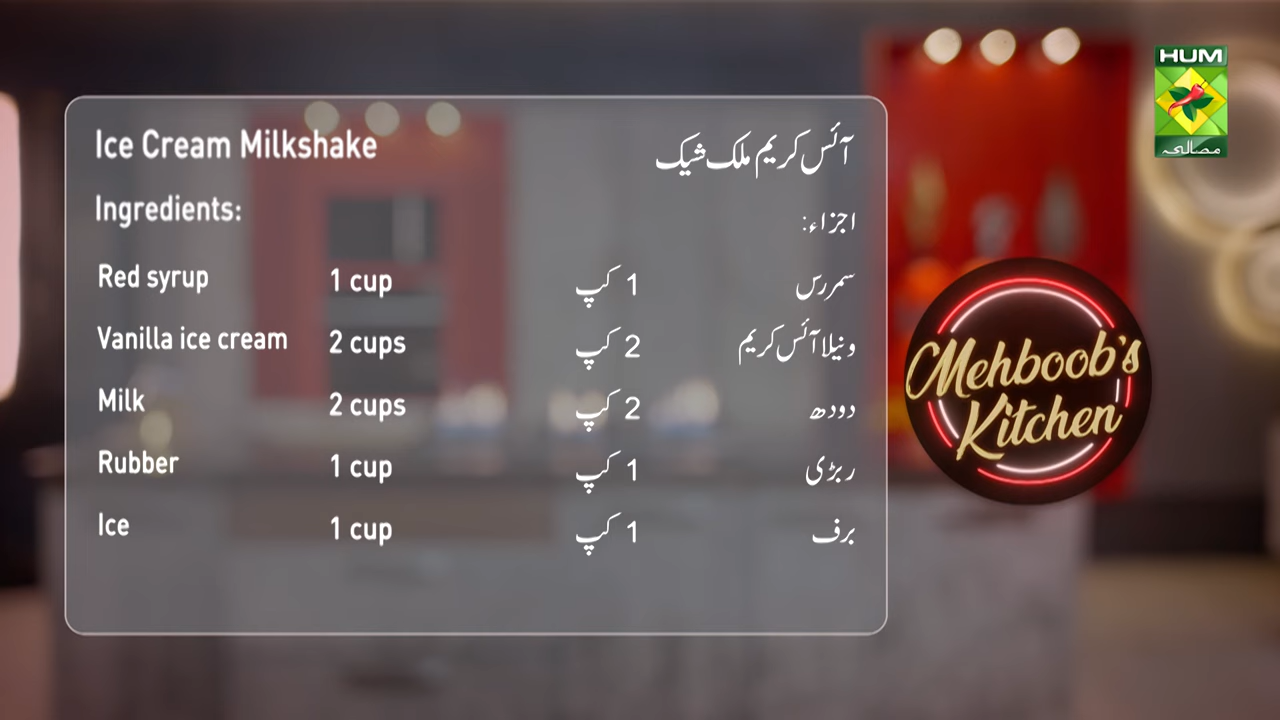 HUM
مصالحہ
Ice Cream Milkshake آئس کریم ملک شیک
Ingredients: اجزاء:
Red syrup 1 cup 1 کپ سمررس
Vanilla ice cream 2 cups 2 کپ ونیلا آئس کریم
Milk 2 cups 2 کپ دودھ
Rubber 1 cup 1 کپ ربڑی
Ice 1 cup 1 کپ برف
Mehboob's
Kitchen